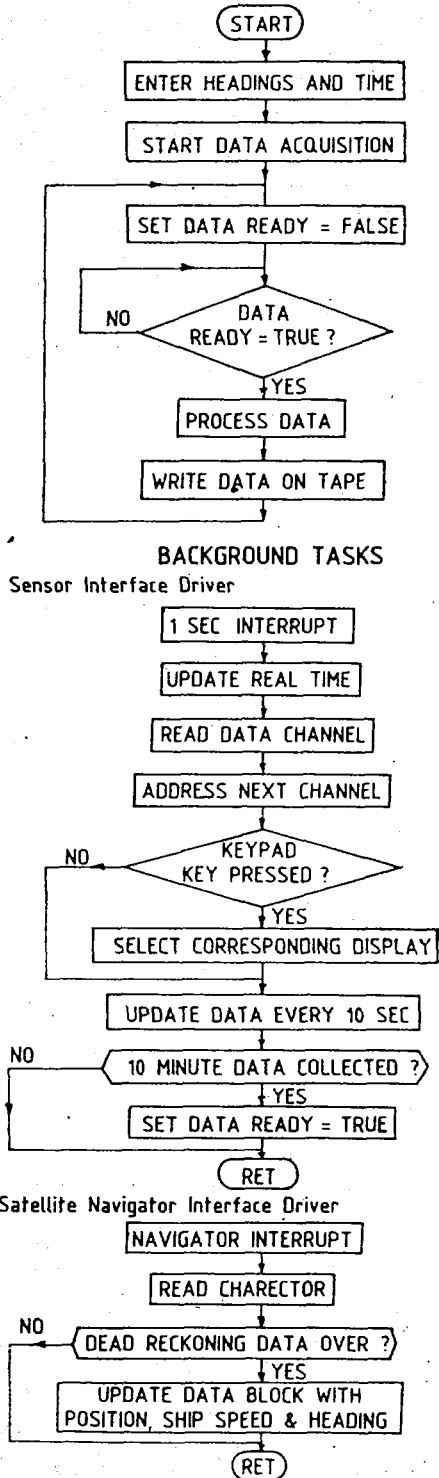 START
ENTER HEADINGS AND TIME
START DATA ACQUISITION
SET DATA READY = FALSE
DATA
READY = TRUE ?
NO
YES
PROCESS DATA
WRITE DATA ON TAPE
BACKGROUND TASKS
Sensor Interface Driver
1 SEC INTERRUPT
UPDATE REAL TIME
READ DATA CHANNEL
ADDRESS NEXT CHANNEL
KEYPAD
KEY PRESSED ?
NO
YES
SELECT CORRESPONDING DISPLAY
UPDATE DATA EVERY 10 SEC
NO
10 MINUTE DATA COLLECTED ?
YES
SET DATA READY = TRUE
RET
Satellite Navigator Interface Driver
NAVIGATOR INTERRUPT
READ CHARECTOR
NO
DEAD RECKONING DATA OVER ?
YES
UPDATE DATA BLOCK WITH
POSITION, SHIP SPEED & HEADING
RET